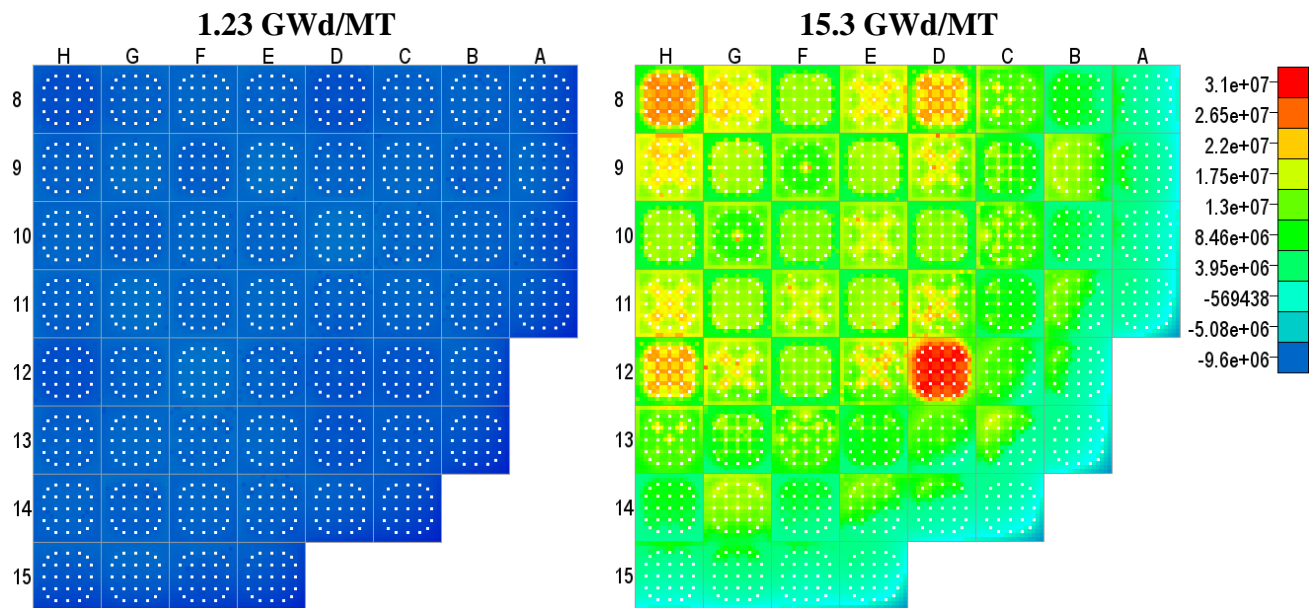 1.23 GWd/MT
15.3 GWd/MT
H G F E D C B A
H G F E D C B A
8
9
10
11
12
13
14
15
8
9
10
11
12
13
14
15
3.1e+07
2.65e+07
2.2e+07
1.75e+07
1.3e+07
8.46e+06
3.95e+06
-569438
-5.08e+06
-9.6e+06